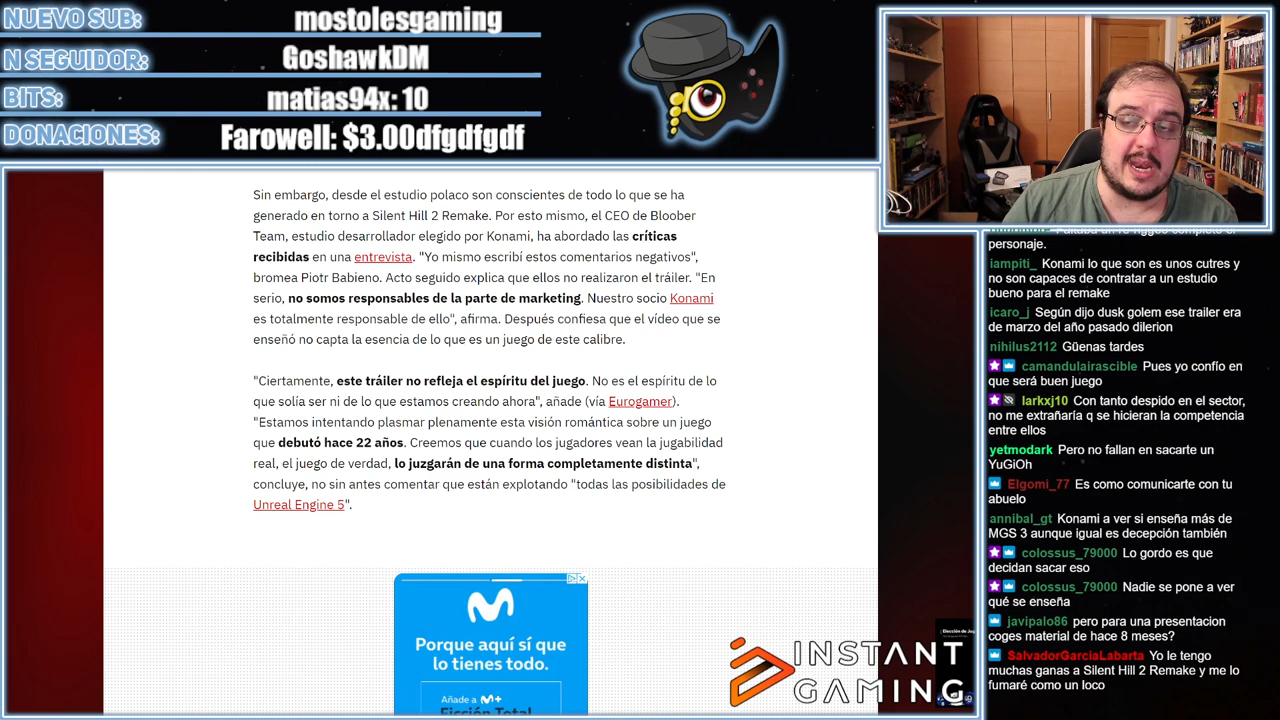 NUEVO SUB:
mostolesgaming
N SEGUIDOR:
GoshawkDM
BITS:
matias94x: 10
DONACIONES:
Farowell: $3.00dfgdfgdf
Sin embargo, desde el estudio polaco son conscientes de todo lo que se ha
generado en torno a Silent Hill 2 Remake. Por esto mismo, el CEO de Bloober
Team, estudio desarrollador elegido por Konami, ha abordado las críticas
recibidas en una entrevista. "Yo mismo escribí estos comentarios negativos",
bromea Piotr Babieno. Acto seguido explica que ellos no realizaron el tráiler. "En
serio, no somos responsables de la parte de marketing. Nuestro socio Konami
es totalmente responsable de ello", afirma. Después confiesa que el vídeo que se
enseñó no capta la esencia de lo que es un juego de este calibre.
"Ciertamente, este tráiler no refleja el espíritu del juego. No es el espíritu de lo
que solía ser ni de lo que estamos creando ahora", añade (vía Eurogamer).
"Estamos intentando plasmar plenamente esta visión romántica sobre un juego
que debutó hace 22 años. Creemos que cuando los jugadores vean la jugabilidad
real, el juego de verdad, lo juzgarán de una forma completamente distinta",
concluye, no sin antes comentar que están explotando "todas las posibilidades de
Unreal Engine 5".
Porque aquí sí que
lo tienes todo.
Añade a M+
Ficción Total
INSTANT
GAMING
personaje.
iampiti_ Konami lo que son es unos cutres y
no son capaces de contratar a un estudio
bueno para el remake
icaro_j Según dijo dusk golem ese trailer era
de marzo del año pasado dilerion
nihilus2112 Güenas tardes
camandulairascible Pues yo confío en
que será buen juego
larkxj10 Con tanto despido en el sector,
no me extrañaría q se hicieran la competencia
entre ellos
yetmodark Pero no fallan en sacarte un
YuGiOh
Elgomi_77 Es como comunicarte con tu
abuelo
annibal_gt Konami a ver si enseña más de
MGS 3 aunque igual es decepción también
colossus_79000 Lo gordo es que
decidan sacar eso
colossus_79000 Nadie se pone a ver
qué se enseña
javipalo86 pero para una presentacion
coges material de hace 8 meses?
SalvadorGarciaLabarta Yo le tengo
muchas ganas a Silent Hill 2 Remake y me lo
fumaré como un loco